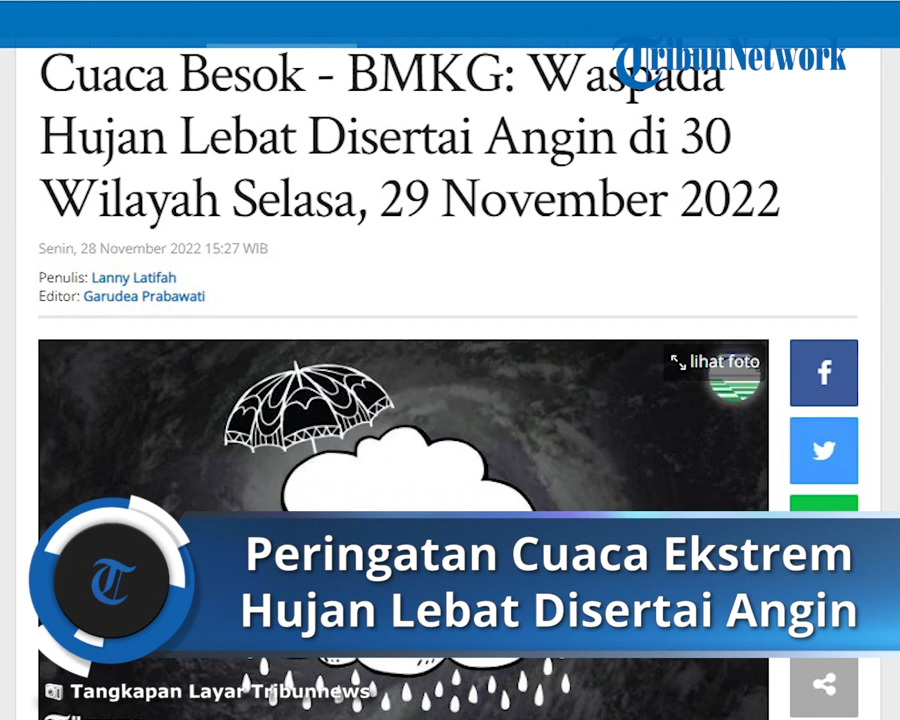 TribunNetwork
Cuaca Besok - BMKG: Waspada
Hujan Lebat Disertai Angin di 30
Wilayah Selasa, 29 November 2022
Senin, 28 November 2022 15:27 WIB
Penulis: Lanny Latifah
Editor: Garudea Prabawati
lihat foto
Peringatan Cuaca Ekstrem
Hujan Lebat Disertai Angin
Tangkapan Layar Tribunnews